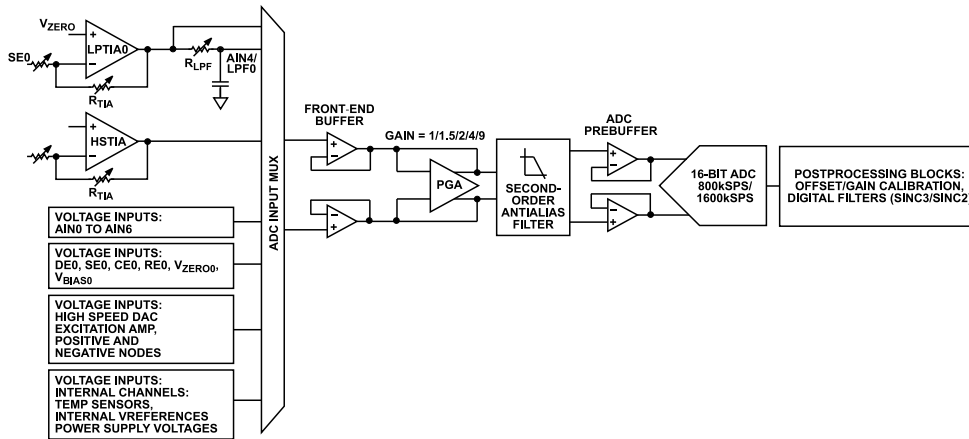 VZERO
SE0
+
LPTIA0
−
RTIA
RLPF
AIN4/
LPF0
+
HSTIA
−
RTIA
VOLTAGE INPUTS:
AIN0 TO AIN6
VOLTAGE INPUTS:
DE0, SE0, CE0, RE0, VZERO0,
VBIAS0
VOLTAGE INPUTS:
HIGH SPEED DAC
EXCITATION AMP,
POSITIVE AND
NEGATIVE NODES
VOLTAGE INPUTS:
INTERNAL CHANNELS:
TEMP SENSORS,
INTERNAL VREFERENCES
POWER SUPPLY VOLTAGES
ADC INPUT MUX
FRONT-END
BUFFER
+
−
−
+
GAIN = 1/1.5/2/4/9
PGA
SECOND-
ORDER
ANTIALIAS
FILTER
ADC
PREBUFFER
+
−
−
+
16-BIT ADC
800kSPS/
1600kSPS
POSTPROCESSING BLOCKS:
OFFSET/GAIN CALIBRATION,
DIGITAL FILTERS (SINC3/SINC2)